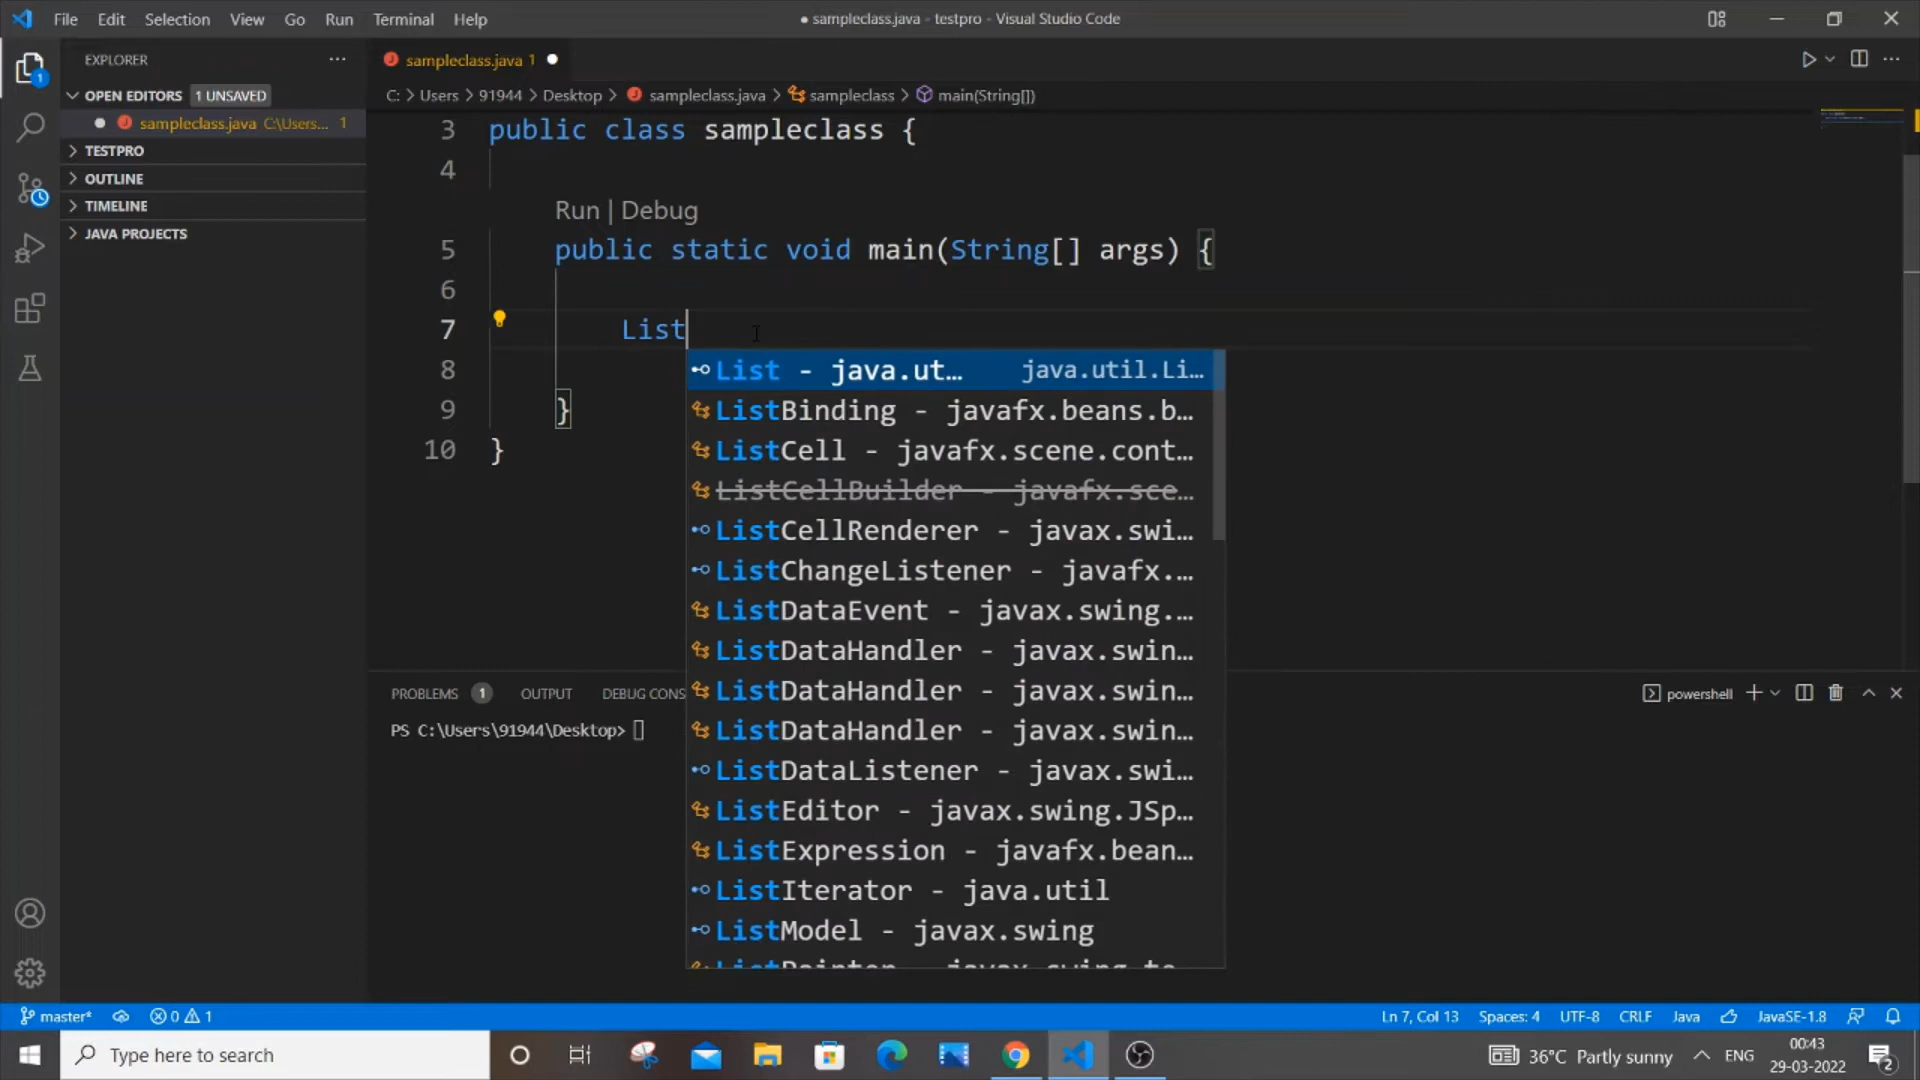 File Edit Selection View Go Run Terminal Help
● sampleclass.java - testpro - Visual Studio Code
EXPLORER
sampleclass.java 1
OPEN EDITORS 1 UNSAVED
C: > Users > 91944 > Desktop > sampleclass.java > sampleclass > main(String[])
sampleclass.java C:\Users... 1
TESTPRO
OUTLINE
TIMELINE
JAVA PROJECTS
1
3 public class sampleclass {
4
Run | Debug
5 public static void main(String[] args) {
6
7 List
8
9 }
10 }
List - java.ut... java.util.Li...
ListBinding - javafx.beans.b...
ListCell - javafx.scene.cont...
ListCellBuilder - javafx.sce...
ListCellRenderer - javax.swi...
ListChangeListener - javafx....
ListDataEvent - javax.swing....
ListDataHandler - javax.swin...
ListDataHandler - javax.swin...
ListDataHandler - javax.swin...
ListDataListener - javax.swi...
ListEditor - javax.swing.JSp...
ListExpression - javafx.bean...
ListIterator - java.util
ListModel - javax.swing
PROBLEMS 1 OUTPUT DEBUG CONS
powershell
PS C:\Users\91944\Desktop>
master* 0 1
Ln 7, Col 13 Spaces: 4 UTF-8 CRLF Java JavaSE-1.8
Type here to search
36°C Partly sunny ENG
00:43
29-03-2022
2